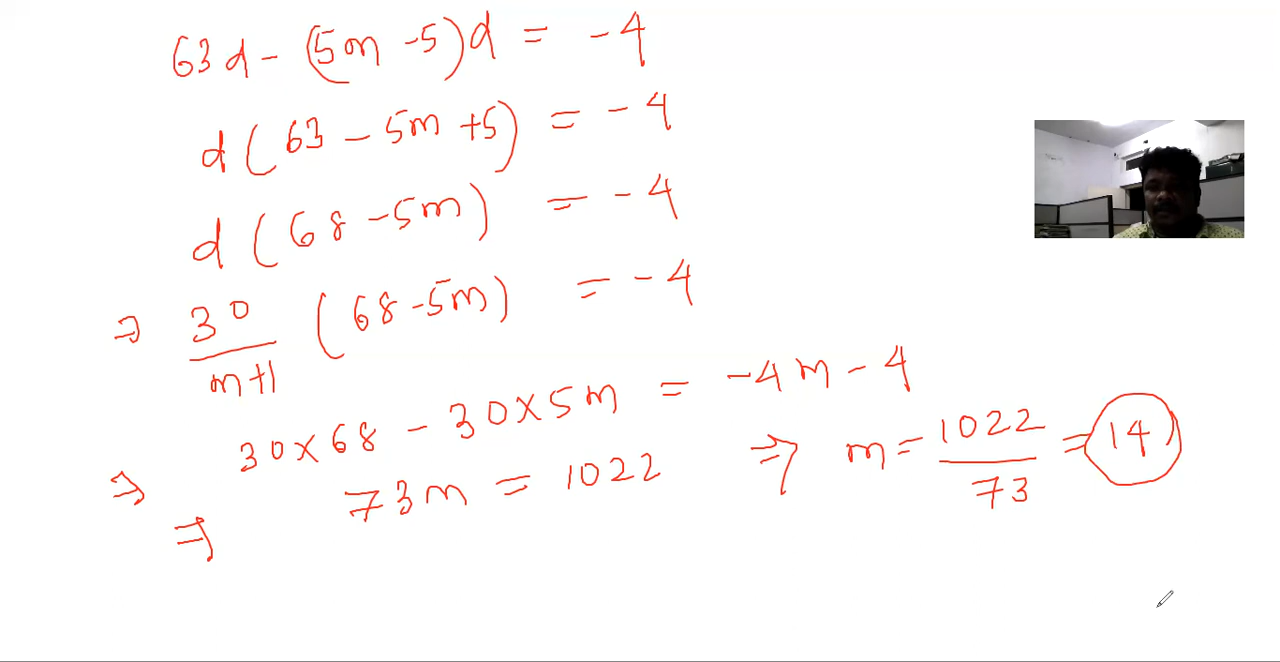 63d - (5m - 5)d = -4
d(63 - 5m + 5) = -4
d(68 - 5m) = -4
⇒ 30/m+1 (68 - 5m) = -4
⇒ 30×68 - 30×5m = -4m - 4
⇒ 73m = 1022 ⇒ m = 1022/73 = 14